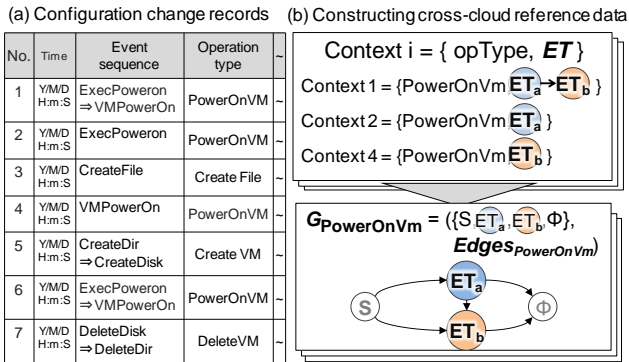 (a) Configuration change records
No. Time Event sequence Operation type ~
1 Y/M/D H:m:S ExecPoweron ⇒VMPowerOn PowerOnVM ~
2 Y/M/D H:m:S ExecPoweron PowerOnVM ~
3 Y/M/D H:m:S CreateFile Create File ~
4 Y/M/D H:m:S VMPowerOn PowerOnVM ~
5 Y/M/D H:m:S CreateDir ⇒CreateDisk Create VM ~
6 Y/M/D H:m:S ExecPoweron ⇒VMPowerOn PowerOnVM ~
7 Y/M/D H:m:S DeleteDisk ⇒DeleteDir DeleteVM ~
(b) Constructing cross-cloud reference data
Context i = { opType, ET }
Context 1 = {PowerOnVm, ETa→ETb }
Context 2 = {PowerOnVm, ETa }
Context 4 = {PowerOnVm, ETb }
GPowerOnVm = ({S,ETa,ETb,Φ},
EdgesPowerOnVm)
ETa
S Φ
ETb